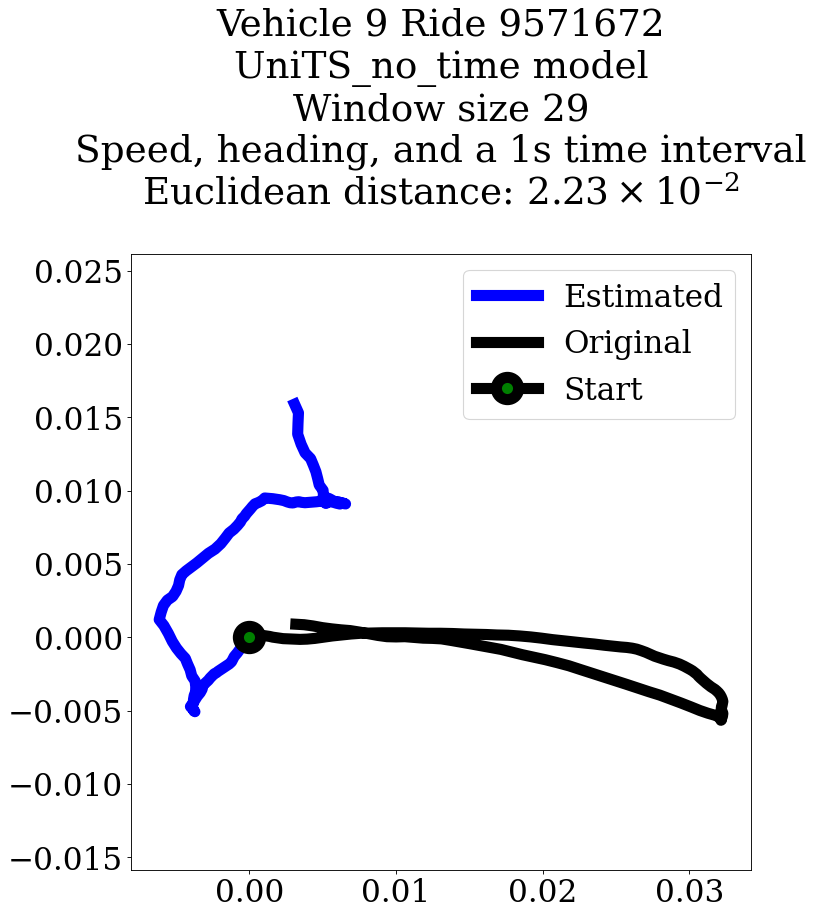 Vehicle 9 Ride 9571672
UniTS_no_time model
Window size 29
Speed, heading, and a 1s time interval
Euclidean distance: 2.23 × 10⁻²
Estimated
Original
Start
0.025
0.020
0.015
0.010
0.005
0.000
−0.005
−0.010
−0.015
0.00 0.01 0.02 0.03